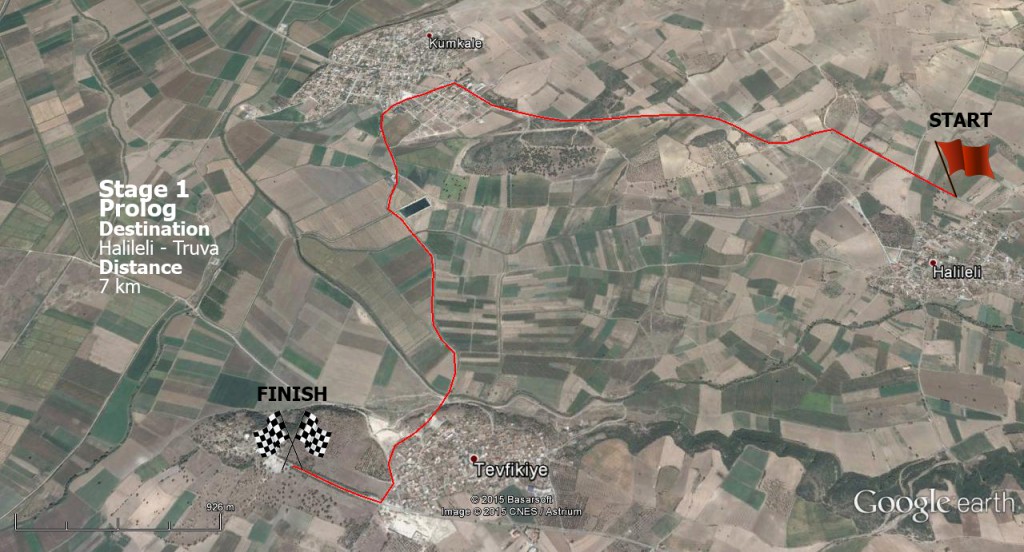 Kumkale
START
Stage 1
Prolog
Destination
Halileli - Truva
Distance
7 km
Halileli
FINISH
Tevfikiye
© 2015 Basarsoft
Image © 2015 CNES / Astrium
926 m
Google earth